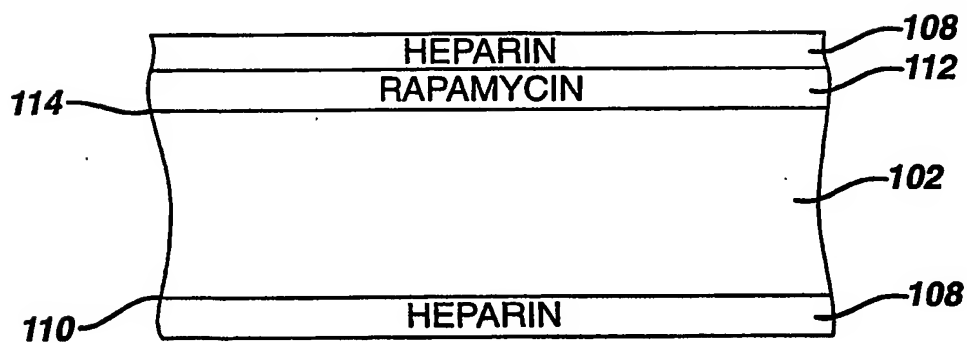 HEPARIN 108
RAPAMYCIN 112
114
102
110 HEPARIN 108